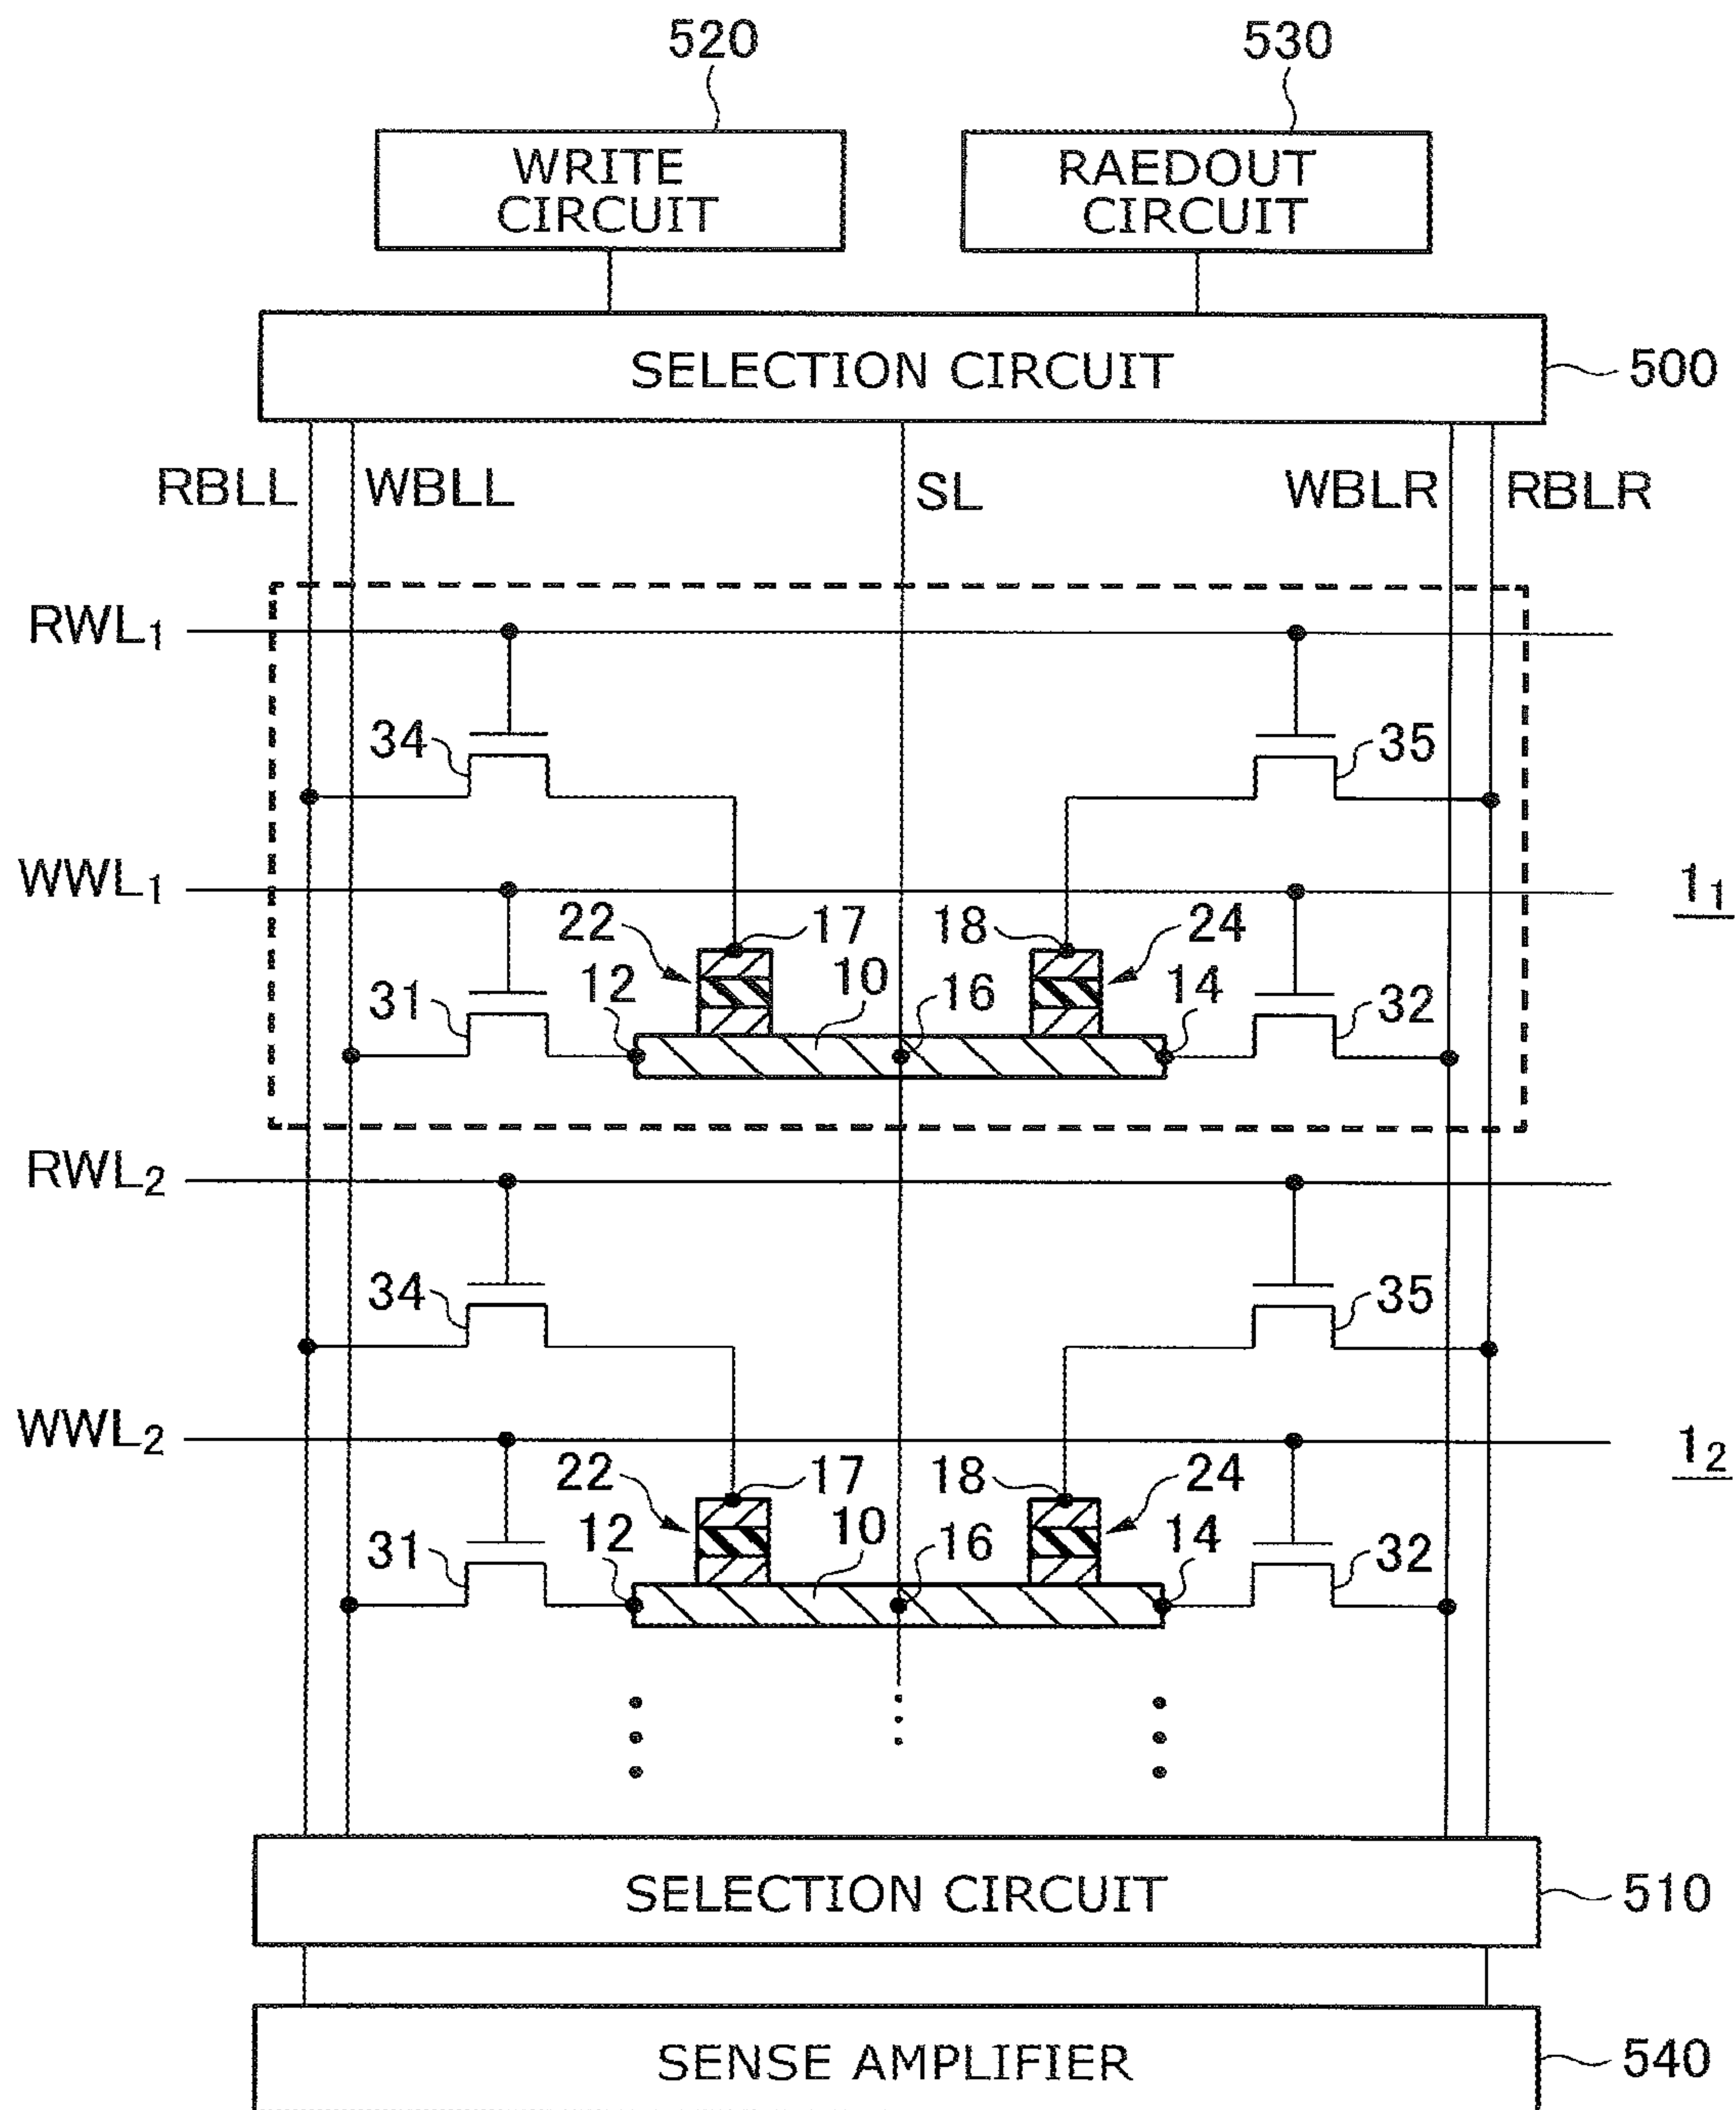 520 530
WRITE RAEDOUT
CIRCUIT CIRCUIT
SELECTION CIRCUIT 500
RBLL WBLL SL WBLR RBLR
RWL1
34 35
WWL1 11
22 17 18 24
12 10 16 14
31 32
RWL2
34 35
WWL2 12
22 17 18 24
12 10 16 14
31 32
SELECTION CIRCUIT 510
SENSE AMPLIFIER 540